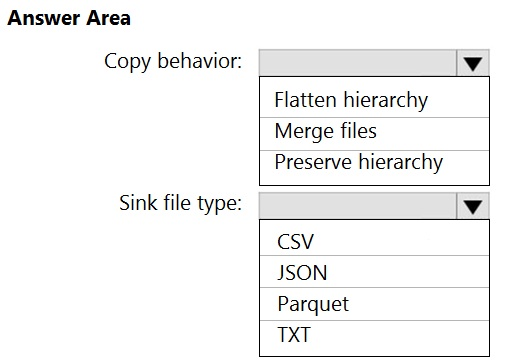 Answer Area
Copy behavior:
Flatten hierarchy
Merge files
Preserve hierarchy
Sink file type:
CSV
JSON
Parquet
TXT